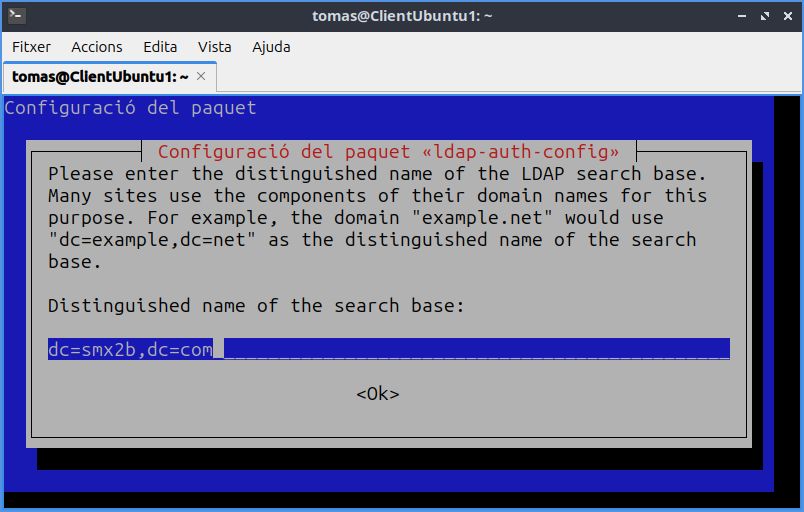 tomas@ClientUbuntu1: ~
Fitxer Accions Edita Vista Ajuda
tomas@ClientUbuntu1: ~
Configuració del paquet
Configuració del paquet «ldap-auth-config»
Please enter the distinguished name of the LDAP search base.
Many sites use the components of their domain names for this
purpose. For example, the domain "example.net" would use
"dc=example,dc=net" as the distinguished name of the search
base.
Distinguished name of the search base:
dc=smx2b,dc=com
<Ok>